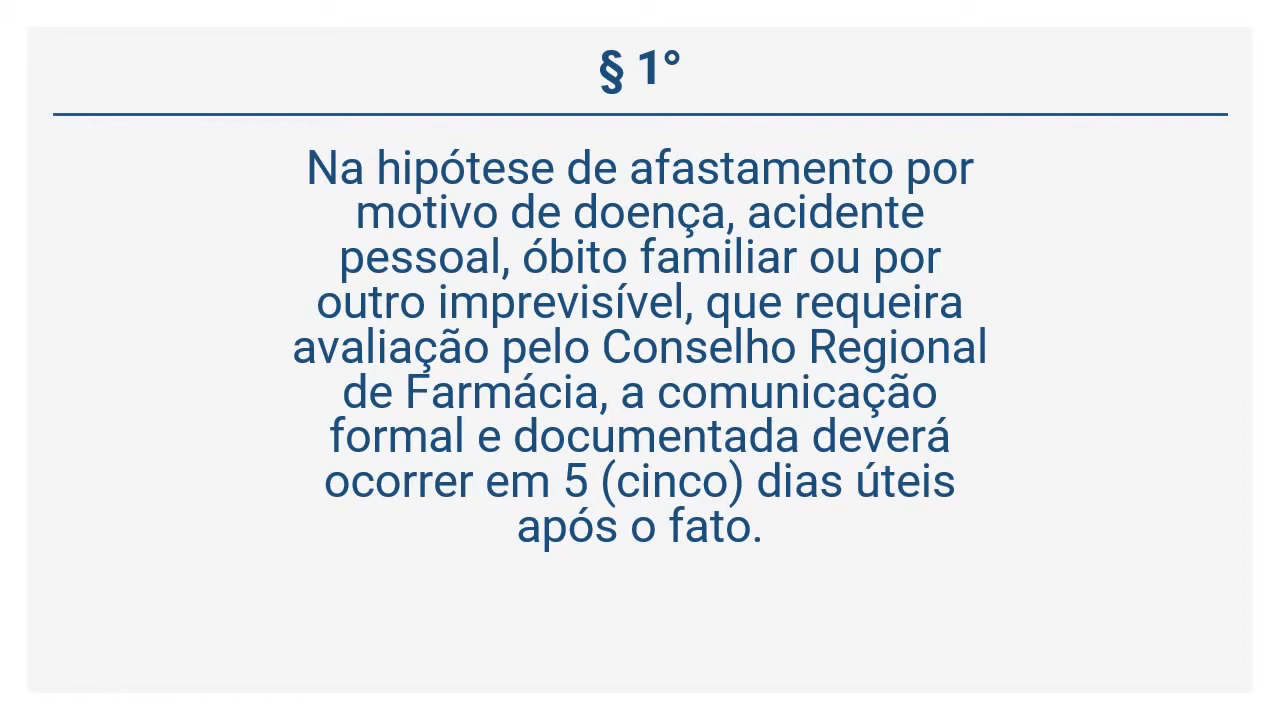 § 1°
Na hipótese de afastamento por
motivo de doença, acidente
pessoal, óbito familiar ou por
outro imprevisível, que requeira
avaliação pelo Conselho Regional
de Farmácia, a comunicação
formal e documentada deverá
ocorrer em 5 (cinco) dias úteis
após o fato.